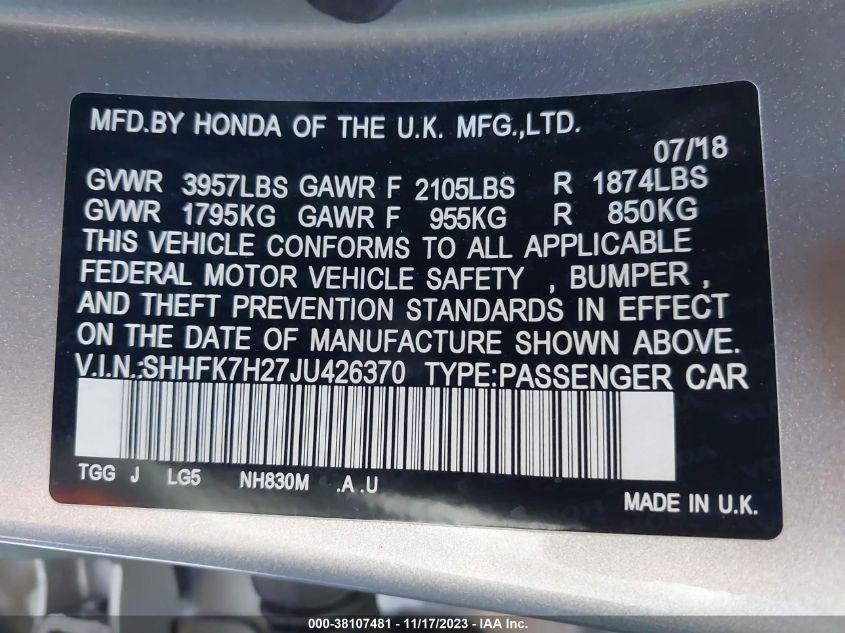 MFD.BY HONDA OF THE U.K. MFG.,LTD.
07/'18
GVWR 3957LBS GAWR F 2105LBS R 1874LBS
GVWR 1795KG GAWR F 955KG R 850KG
THIS VEHICLE CONFORMS TO ALL APPLICABLE
FEDERAL MOTOR VEHICLE SAFETY , BUMPER ,
AND THEFT PREVENTION STANDARDS IN EFFECT
ON THE DATE OF MANUFACTURE SHOWN ABOVE.
V.I.N.:SHHFK7H27JU426370 TYPE:PASSENGER CAR
TGG J LG5 NH830M .A .U
MADE IN U.K.
000-38107481 - 11/17/2023 - IAA Inc.